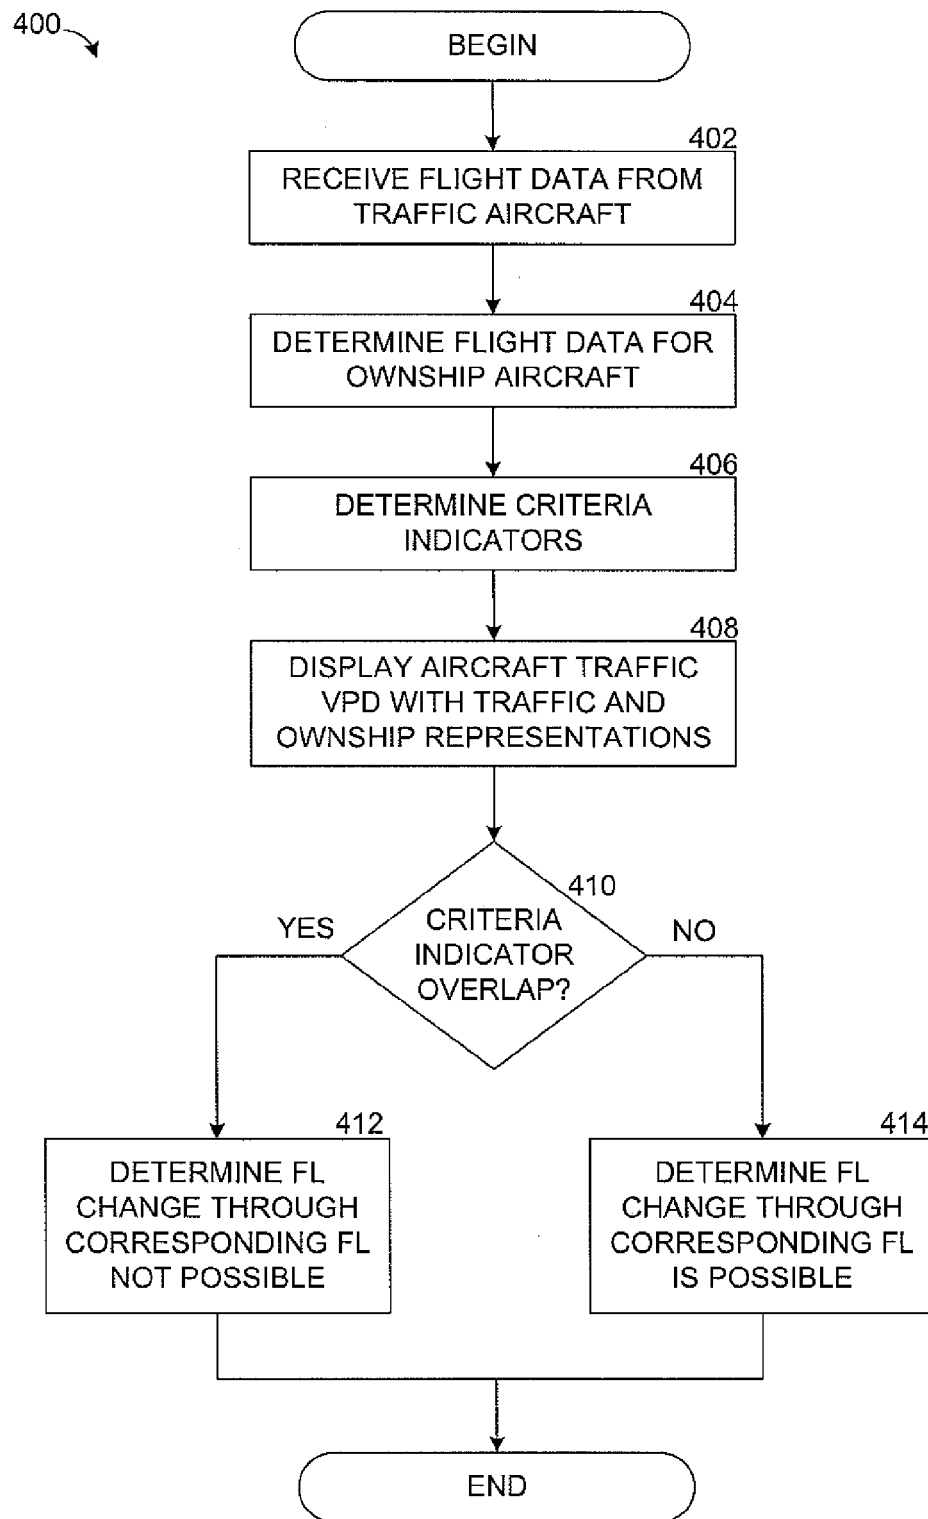 400
BEGIN
402
RECEIVE FLIGHT DATA FROM
TRAFFIC AIRCRAFT
404
DETERMINE FLIGHT DATA FOR
OWNSHIP AIRCRAFT
406
DETERMINE CRITERIA
INDICATORS
408
DISPLAY AIRCRAFT TRAFFIC
VPD WITH TRAFFIC AND
OWNSHIP REPRESENTATIONS
410
CRITERIA
INDICATOR
OVERLAP?
YES
NO
412
DETERMINE FL
CHANGE THROUGH
CORRESPONDING FL
NOT POSSIBLE
414
DETERMINE FL
CHANGE THROUGH
CORRESPONDING FL
IS POSSIBLE
END